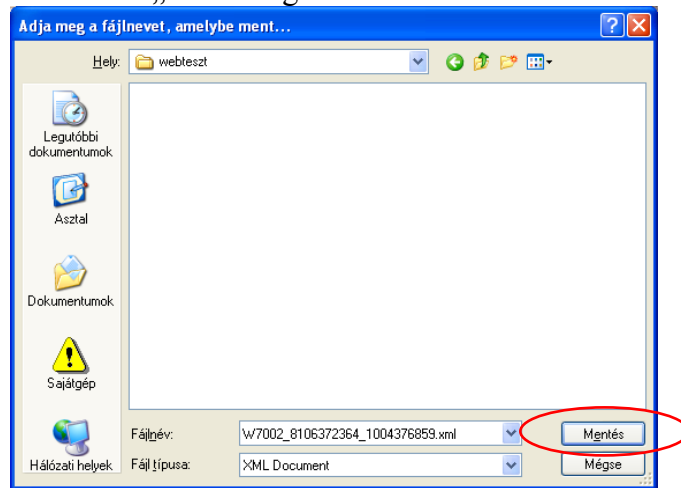 Adja meg a fájlnevet, amelybe ment...
Hely: webteszt
Legutóbbi
dokumentumok
Asztal
Dokumentumok
Sajátgép
Hálózati helyek
Fájlnév: W7002_8106372364_1004376859.xml Mentés
Fájl típusa: XML Document Mégse